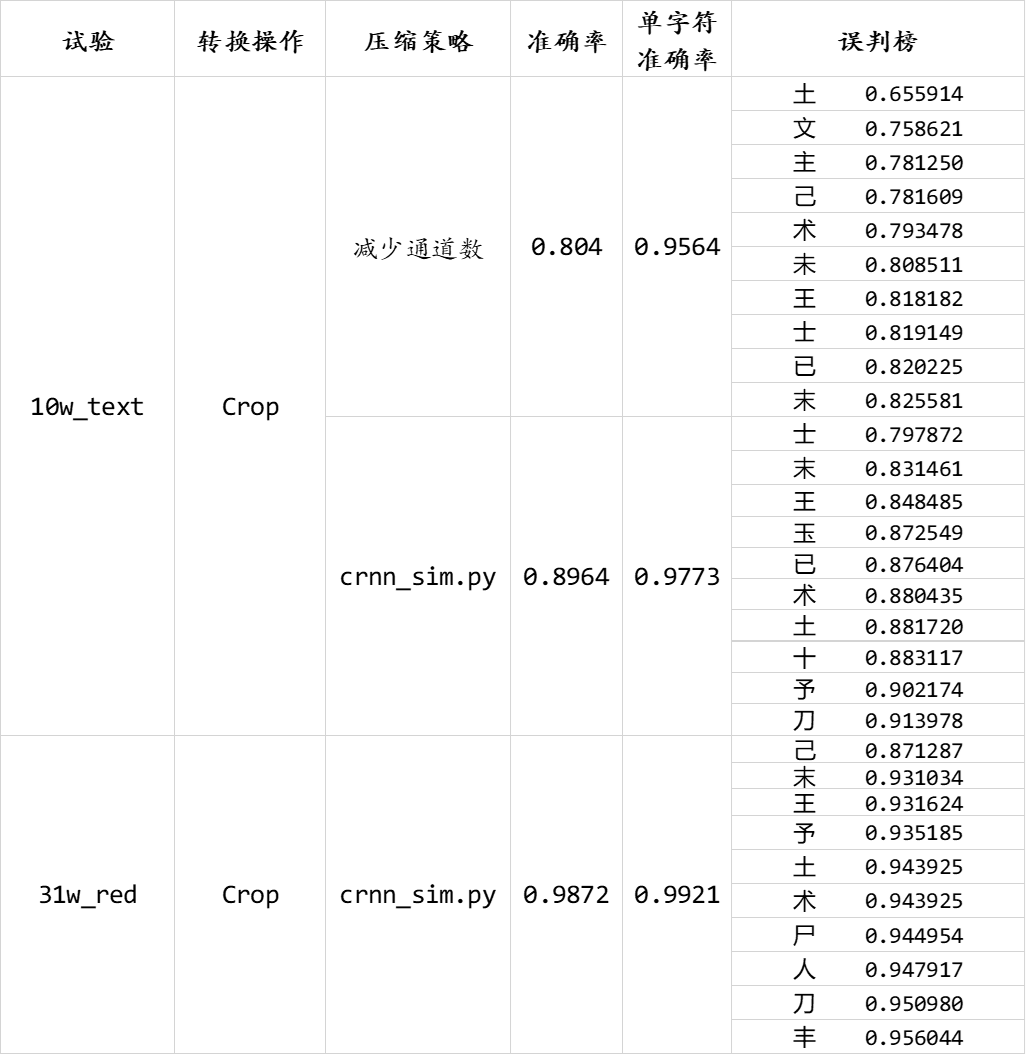 试验 转换操作 压缩策略 准确率 单字符准确率 误判榜
10w_text Crop 减少通道数 0.804 0.9564
土 0.655914
文 0.758621
主 0.781250
己 0.781609
术 0.793478
未 0.808511
王 0.818182
士 0.819149
已 0.820225
末 0.825581
crnn_sim.py 0.8964 0.9773
士 0.797872
末 0.831461
王 0.848485
玉 0.872549
已 0.876404
术 0.880435
土 0.881720
十 0.883117
予 0.902174
刀 0.913978
31w_red Crop crnn_sim.py 0.9872 0.9921
己 0.871287
末 0.931034
王 0.931624
予 0.935185
土 0.943925
术 0.943925
尸 0.944954
人 0.947917
刀 0.950980
丰 0.956044